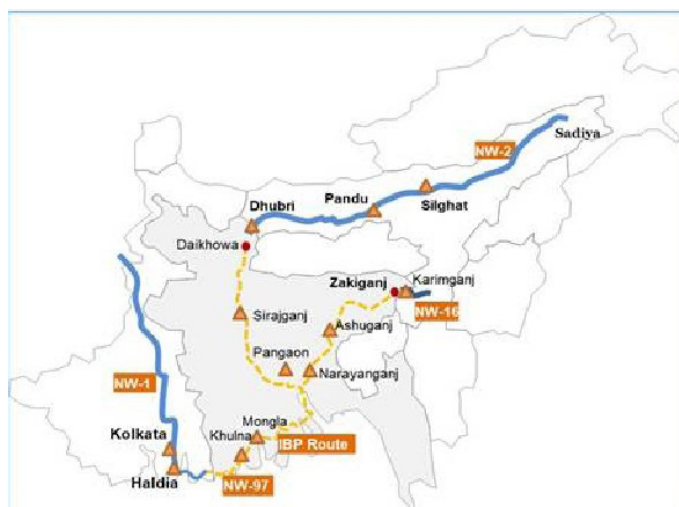 Sadiya
NW-2
Dhubri
Pandu
Silghat
Daikhowa
Zakiganj
Karimganj
NW-16
Sirajganj
Ashuganj
Pangaon
Narayanganj
NW-1
Mongla
Kolkata
Khulna
IBP Route
Haldia
NW-97